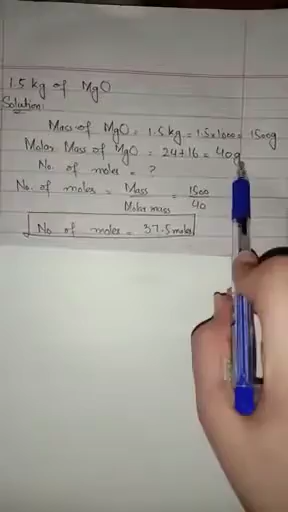 1.5 kg of MgO
Solution:
Mass of MgO = 1.5 kg = 1.5x1000 = 1500g
Molar Mass of MgO = 24+16 = 40g
No. of moles = ?
No. of moles = Mass / Molar mass = 1500 / 40
No of moles = 37.5 moles